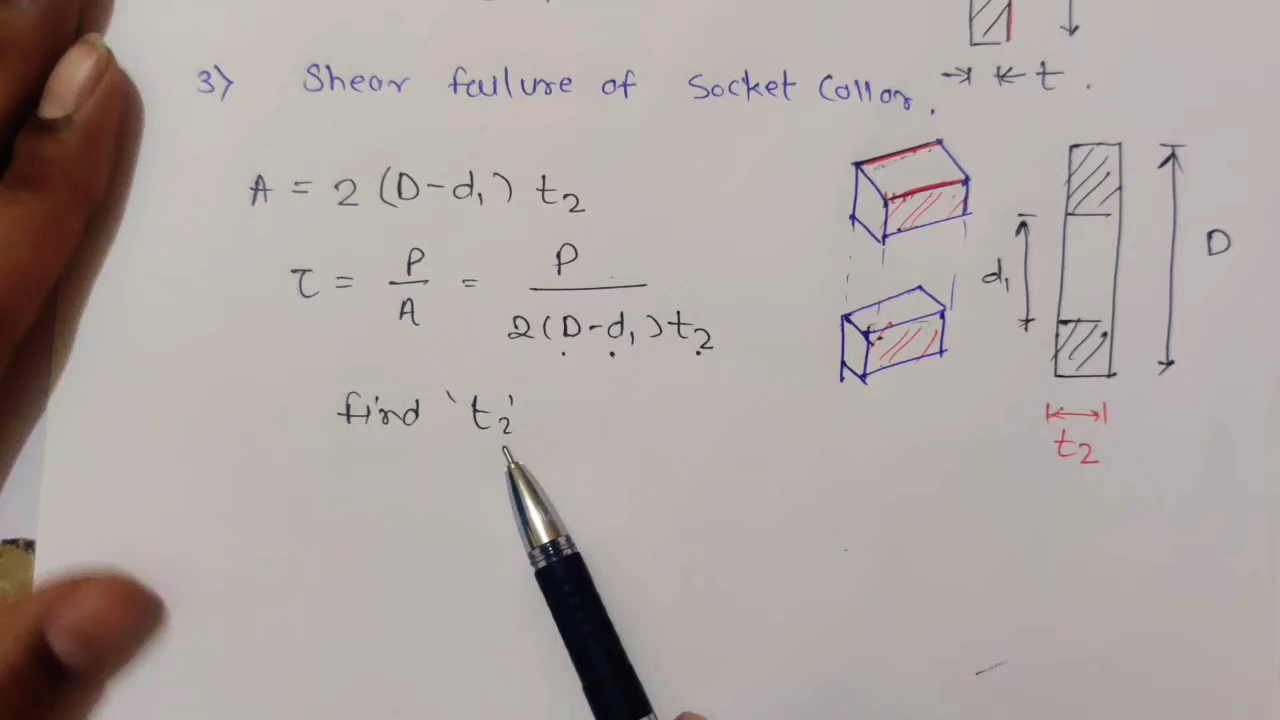 t.
3) Shear failure of Socket Collar.
A = 2 (D-d₁) t₂
τ = P/A = P/2(D-d₁)t₂
find 't₂'
d₁
D
t₂